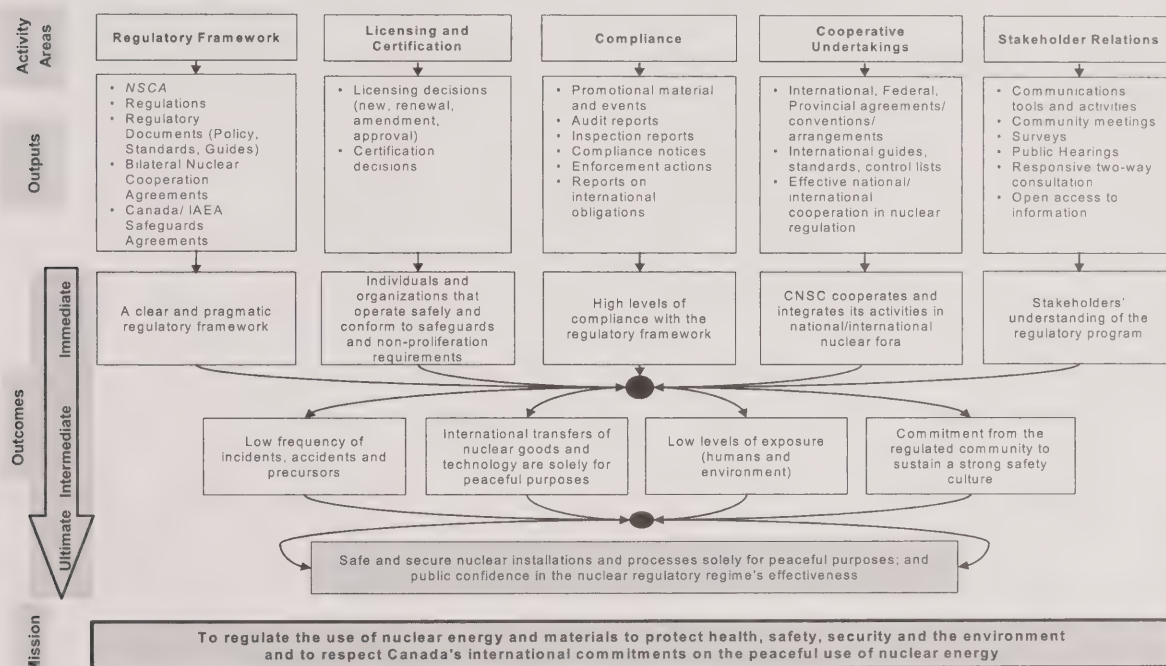 Activity
Areas
Regulatory Framework
Licensing and
Certification
Compliance
Cooperative
Undertakings
Stakeholder Relations
Outputs
• NSCA
• Regulations
• Regulatory
Documents (Policy,
Standards, Guides)
• Bilateral Nuclear
Cooperation
Agreements
• Canada/ IAEA
Safeguards
Agreements
• Licensing decisions
(new, renewal,
amendment,
approval)
• Certification
decisions
• Promotional material
and events
• Audit reports
• Inspection reports
• Compliance notices
• Enforcement actions
• Reports on
international
obligations
• International, Federal,
Provincial agreements/
conventions/
arrangements
• International guides,
standards, control lists
• Effective national/
international
cooperation in nuclear
regulation
• Communications
tools and activities
• Community meetings
• Surveys
• Public Hearings
• Responsive two-way
consultation
• Open access to
information
Outcomes
Immediate
A clear and pragmatic
regulatory framework
Individuals and
organizations that
operate safely and
conform to safeguards
and non-proliferation
requirements
High levels of
compliance with the
regulatory framework
CNSC cooperates and
integrates its activities in
national/international
nuclear fora
Stakeholders'
understanding of the
regulatory program
Intermediate
Low frequency of
incidents, accidents and
precursors
International transfers of
nuclear goods and
technology are solely for
peaceful purposes
Low levels of exposure
(humans and
environment)
Commitment from the
regulated community to
sustain a strong safety
culture
Ultimate
Safe and secure nuclear installations and processes solely for peaceful purposes; and
public confidence in the nuclear regulatory regime's effectiveness
Mission
To regulate the use of nuclear energy and materials to protect health, safety, security and the environment
and to respect Canada's international commitments on the peaceful use of nuclear energy